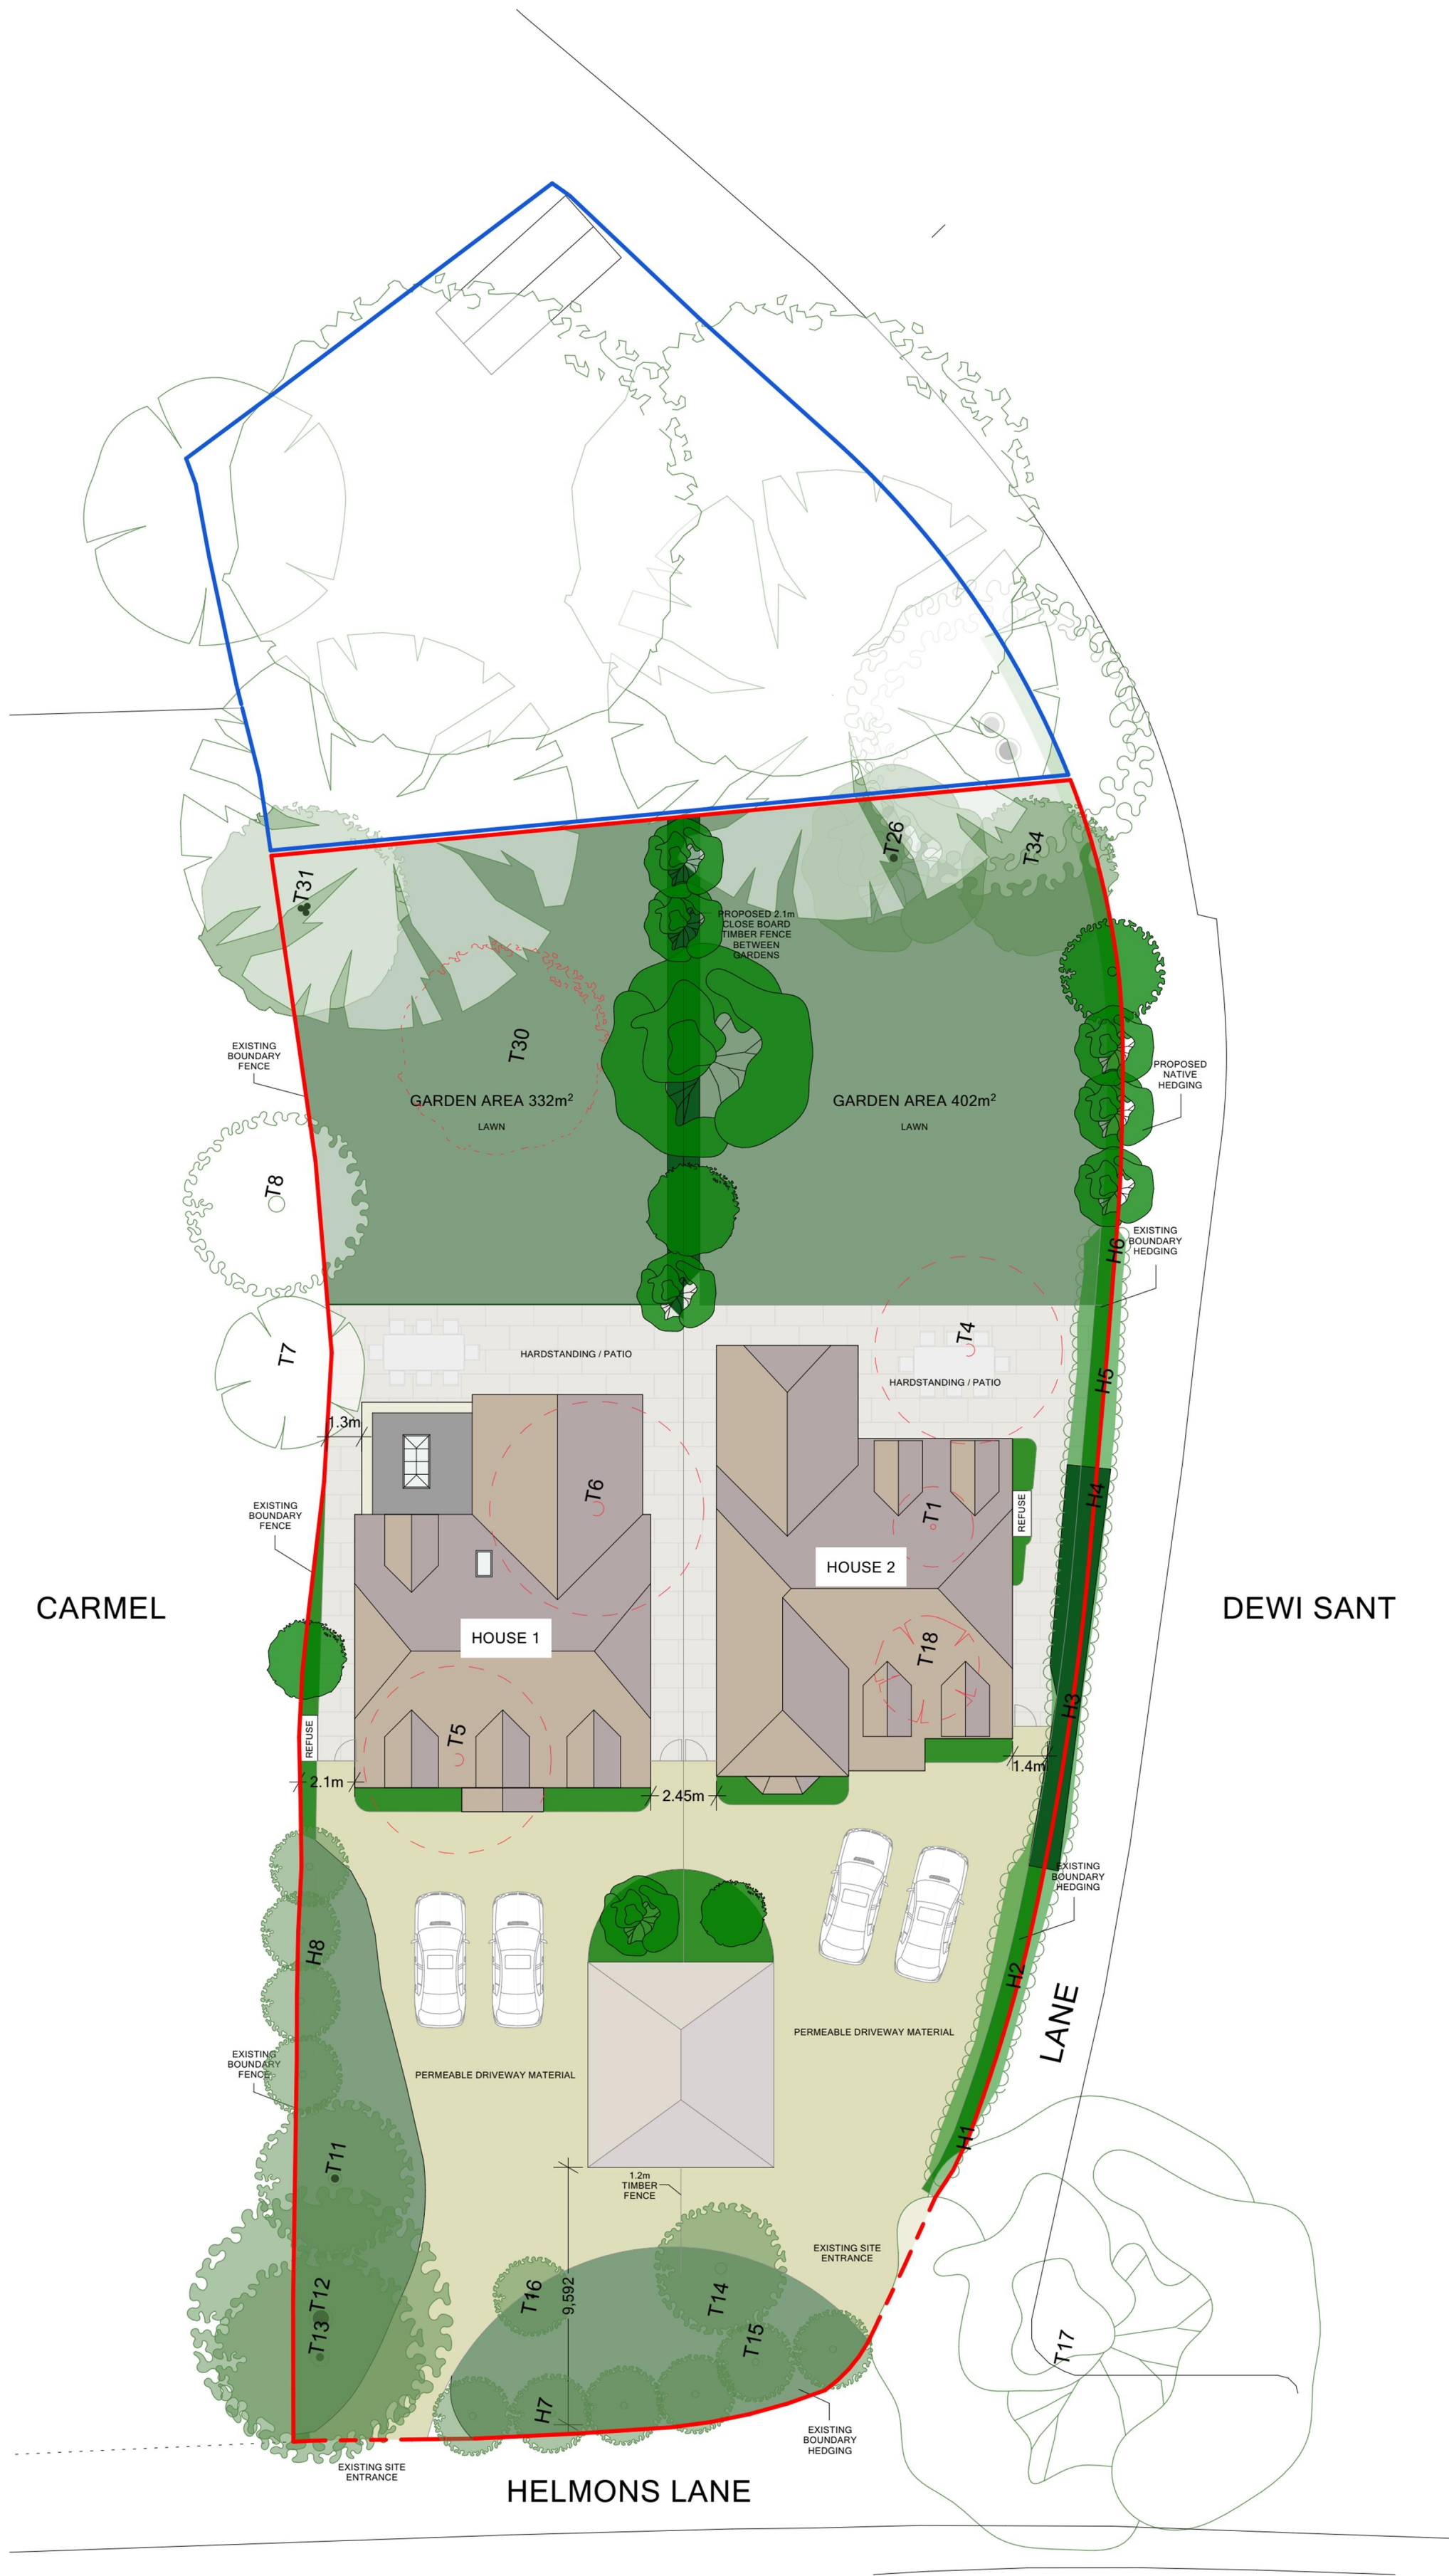 T26
T34
T31
PROPOSED 2.1m
CLOSE BOARD
TIMBER FENCE
BETWEEN
GARDENS
T30
EXISTING
BOUNDARY
FENCE
PROPOSED
NATIVE
HEDGING
GARDEN AREA 332m²
LAWN
GARDEN AREA 402m²
LAWN
T8
H6
EXISTING
BOUNDARY
HEDGING
T7
T4
HARDSTANDING / PATIO
HARDSTANDING / PATIO
H5
1.3m
T6
H4
EXISTING
BOUNDARY
FENCE
T1
REFUSE
HOUSE 2
CARMEL
DEWI SANT
HOUSE 1
T18
H3
REFUSE
T5
2.1m
2.45m
1.4m
EXISTING
BOUNDARY
HEDGING
H8
H2
LANE
PERMEABLE DRIVEWAY MATERIAL
EXISTING
BOUNDARY
FENCE
PERMEABLE DRIVEWAY MATERIAL
H1
T11
1.2m
TIMBER
FENCE
EXISTING SITE
ENTRANCE
T12
T16
9,592
T14
T13
T15
T17
H7
EXISTING
BOUNDARY
HEDGING
EXISTING SITE
ENTRANCE
HELMONS LANE